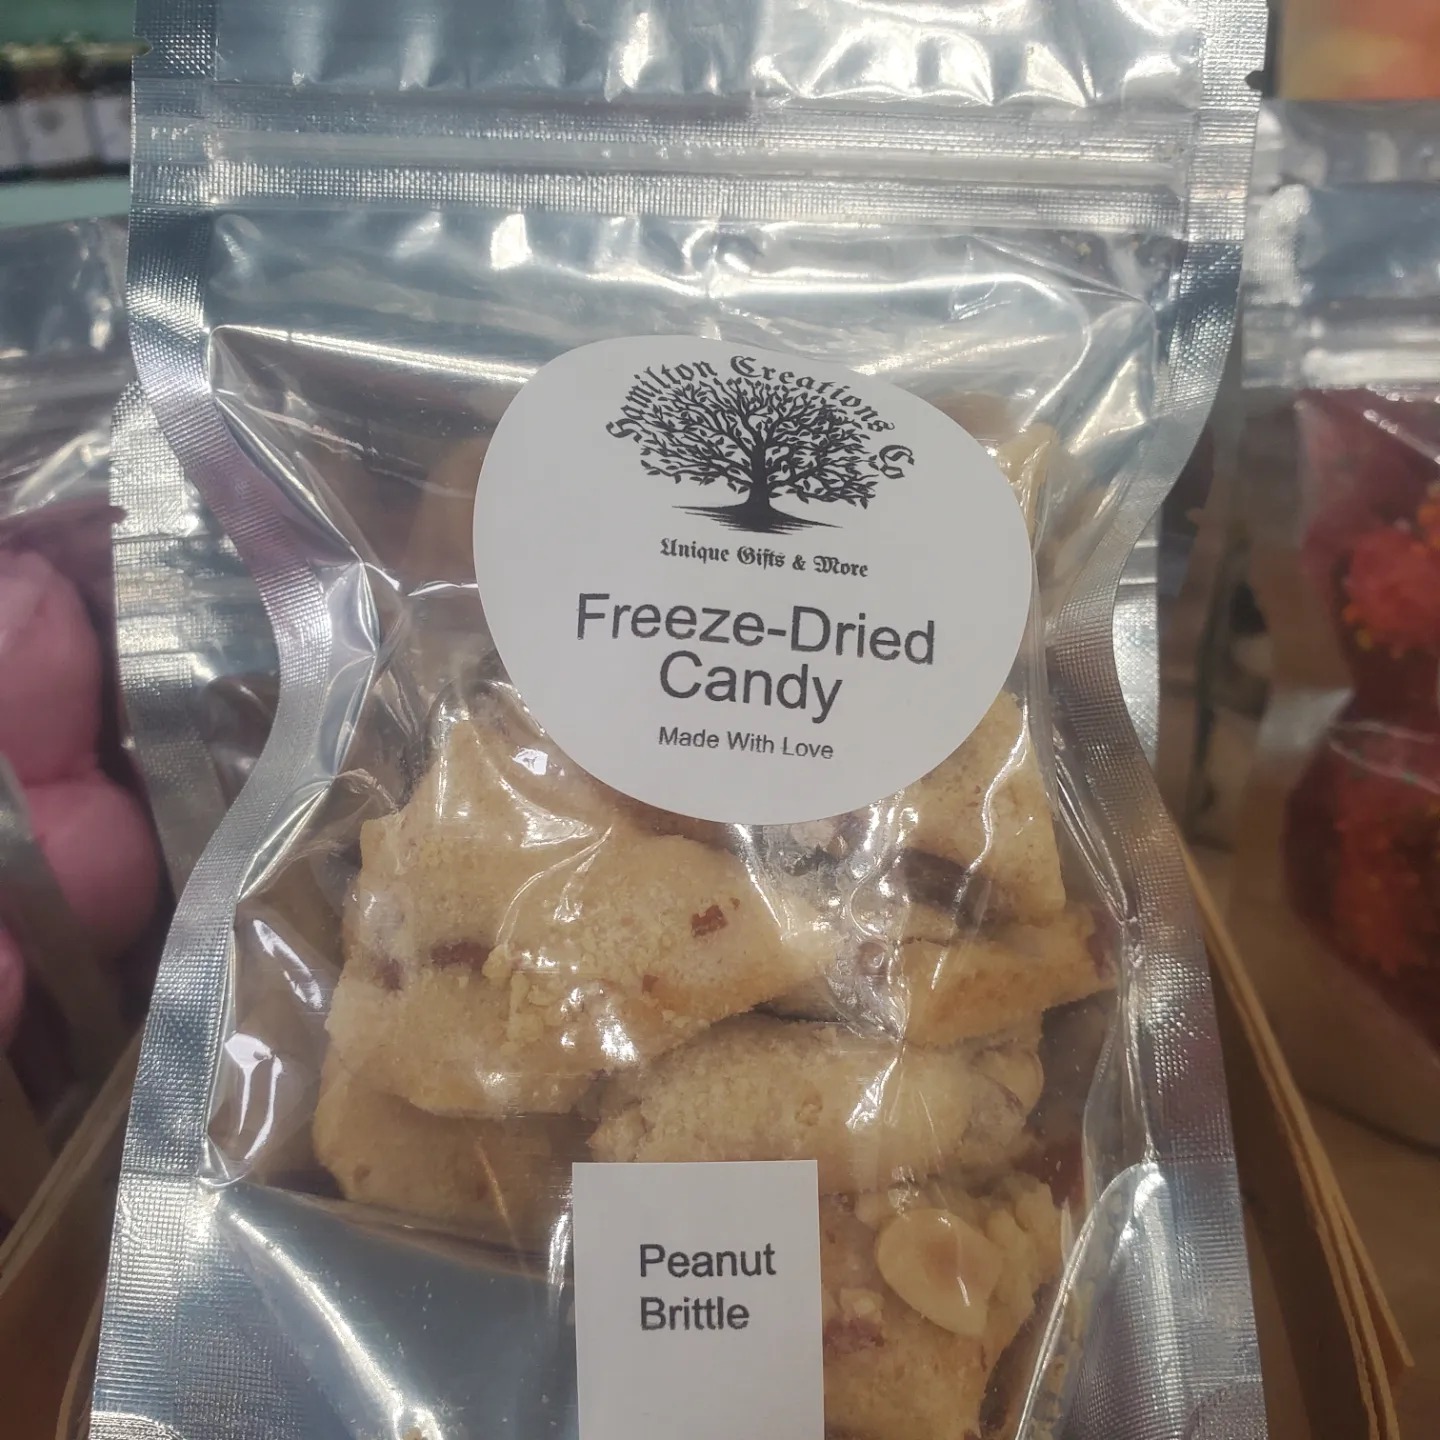 Hamilton Creations Co
Unique Gifts & More
Freeze-Dried
Candy
Made With Love
Peanut
Brittle